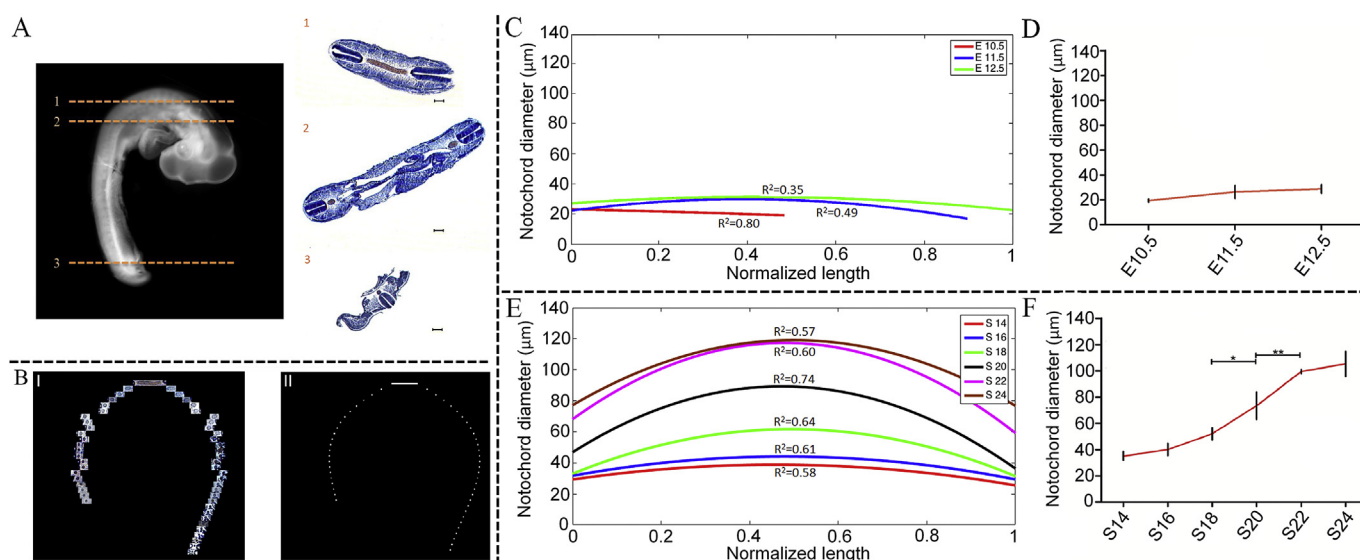 A
1
2
3
1
2
3
B
I
II
C
Notochord diameter (μm)
140
120
100
80
60
40
20
0
E 10.5
E 11.5
E 12.5
R²=0.35
R²=0.49
R²=0.80
0 0.2 0.4 0.6 0.8 1
Normalized length
D
Notochord diameter (μm)
140
120
100
80
60
40
20
0
E10.5
E11.5
E12.5
E
Notochord diameter (μm)
140
120
100
80
60
40
20
0
S 14
S 16
S 18
S 20
S 22
S 24
R²=0.57
R²=0.60
R²=0.74
R²=0.64
R²=0.61
R²=0.58
0 0.2 0.4 0.6 0.8 1
Normalized length
F
Notochord diameter (μm)
140
120
100
80
60
40
20
0
* **
S14
S16
S18
S20
S22
S24